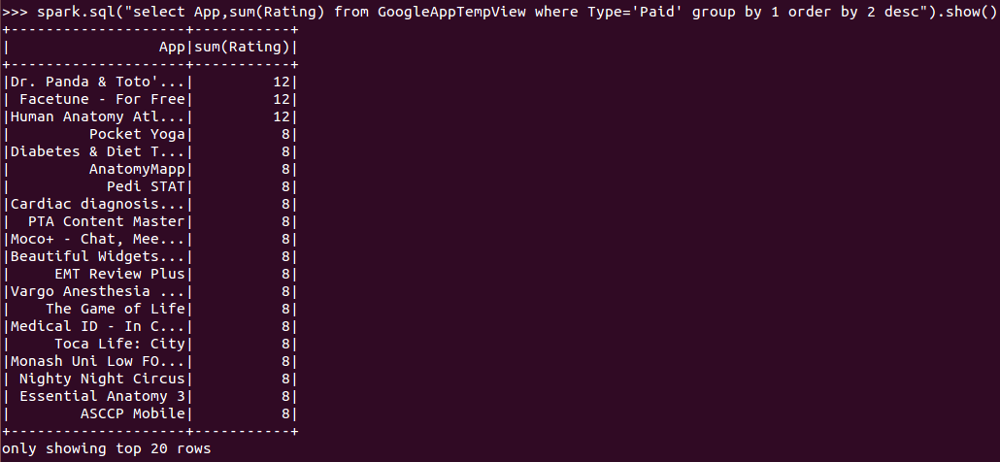 >>> spark.sql("select App,sum(Rating) from GoogleAppTempView where Type='Paid' group by 1 order by 2 desc").show()
+--------------------+-----------+
|                 App|sum(Rating)|
+--------------------+-----------+
|Dr. Panda & Toto'...|         12|
| Facetune - For Free|         12|
|Human Anatomy Atl...|         12|
|         Pocket Yoga|          8|
|Diabetes & Diet T...|          8|
|         AnatomyMapp|          8|
|           Pedi STAT|          8|
|Cardiac diagnosis...|          8|
|  PTA Content Master|          8|
|Moco+ - Chat, Mee...|          8|
|Beautiful Widgets...|          8|
|     EMT Review Plus|          8|
|Vargo Anesthesia ...|          8|
|    The Game of Life|          8|
|Medical ID - In C...|          8|
|     Toca Life: City|          8|
|Monash Uni Low FO...|          8|
| Nighty Night Circus|          8|
| Essential Anatomy 3|          8|
|        ASCCP Mobile|          8|
+--------------------+-----------+
only showing top 20 rows